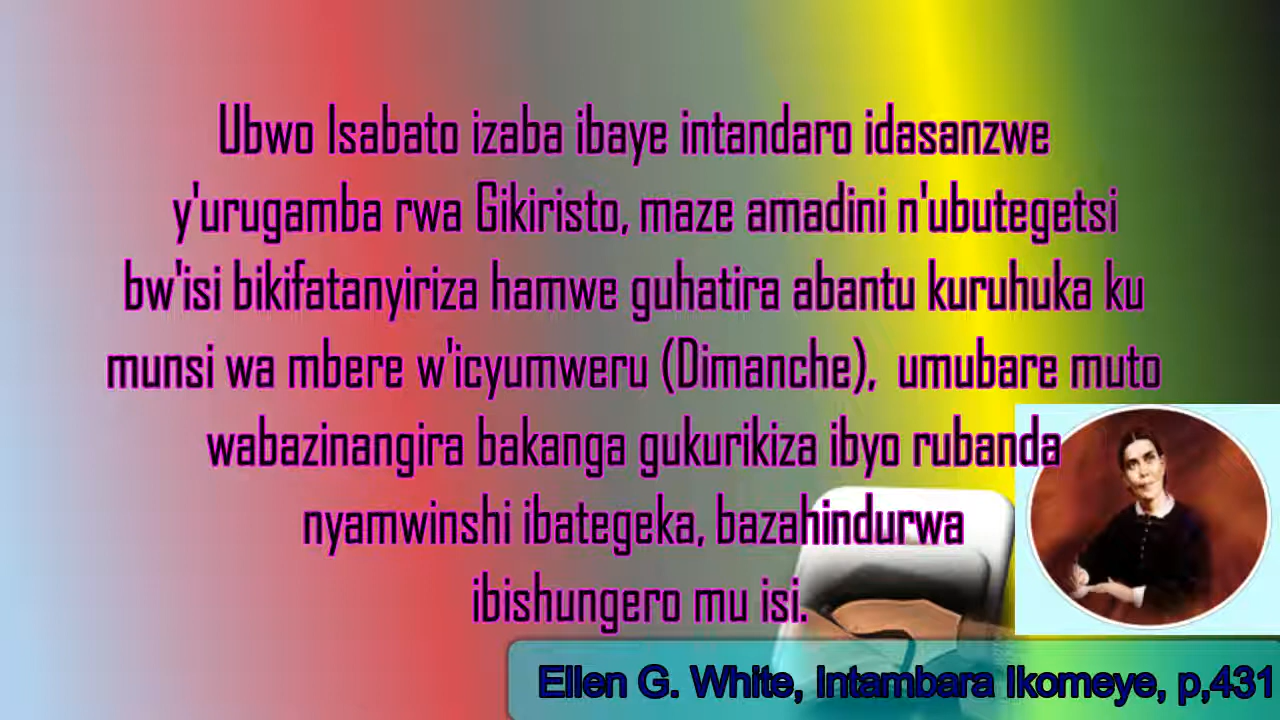 Ubwo Isabato izaba ibaye intandaro idasanzwe
y'urugamba rwa Gikiristo, maze amadini n'ubutegetsi
bw'isi bikifatanyiriza hamwe guhatira abantu kuruhuka ku
munsi wa mbere w'icyumweru (Dimanche), umubare muto
wabazinangira bakanga gukurikiza ibyo rubanda
nyamwinshi ibategeka, bazahindurwa
ibishungero mu isi.
Ellen G. White, Intambara Ikomeye, p,431